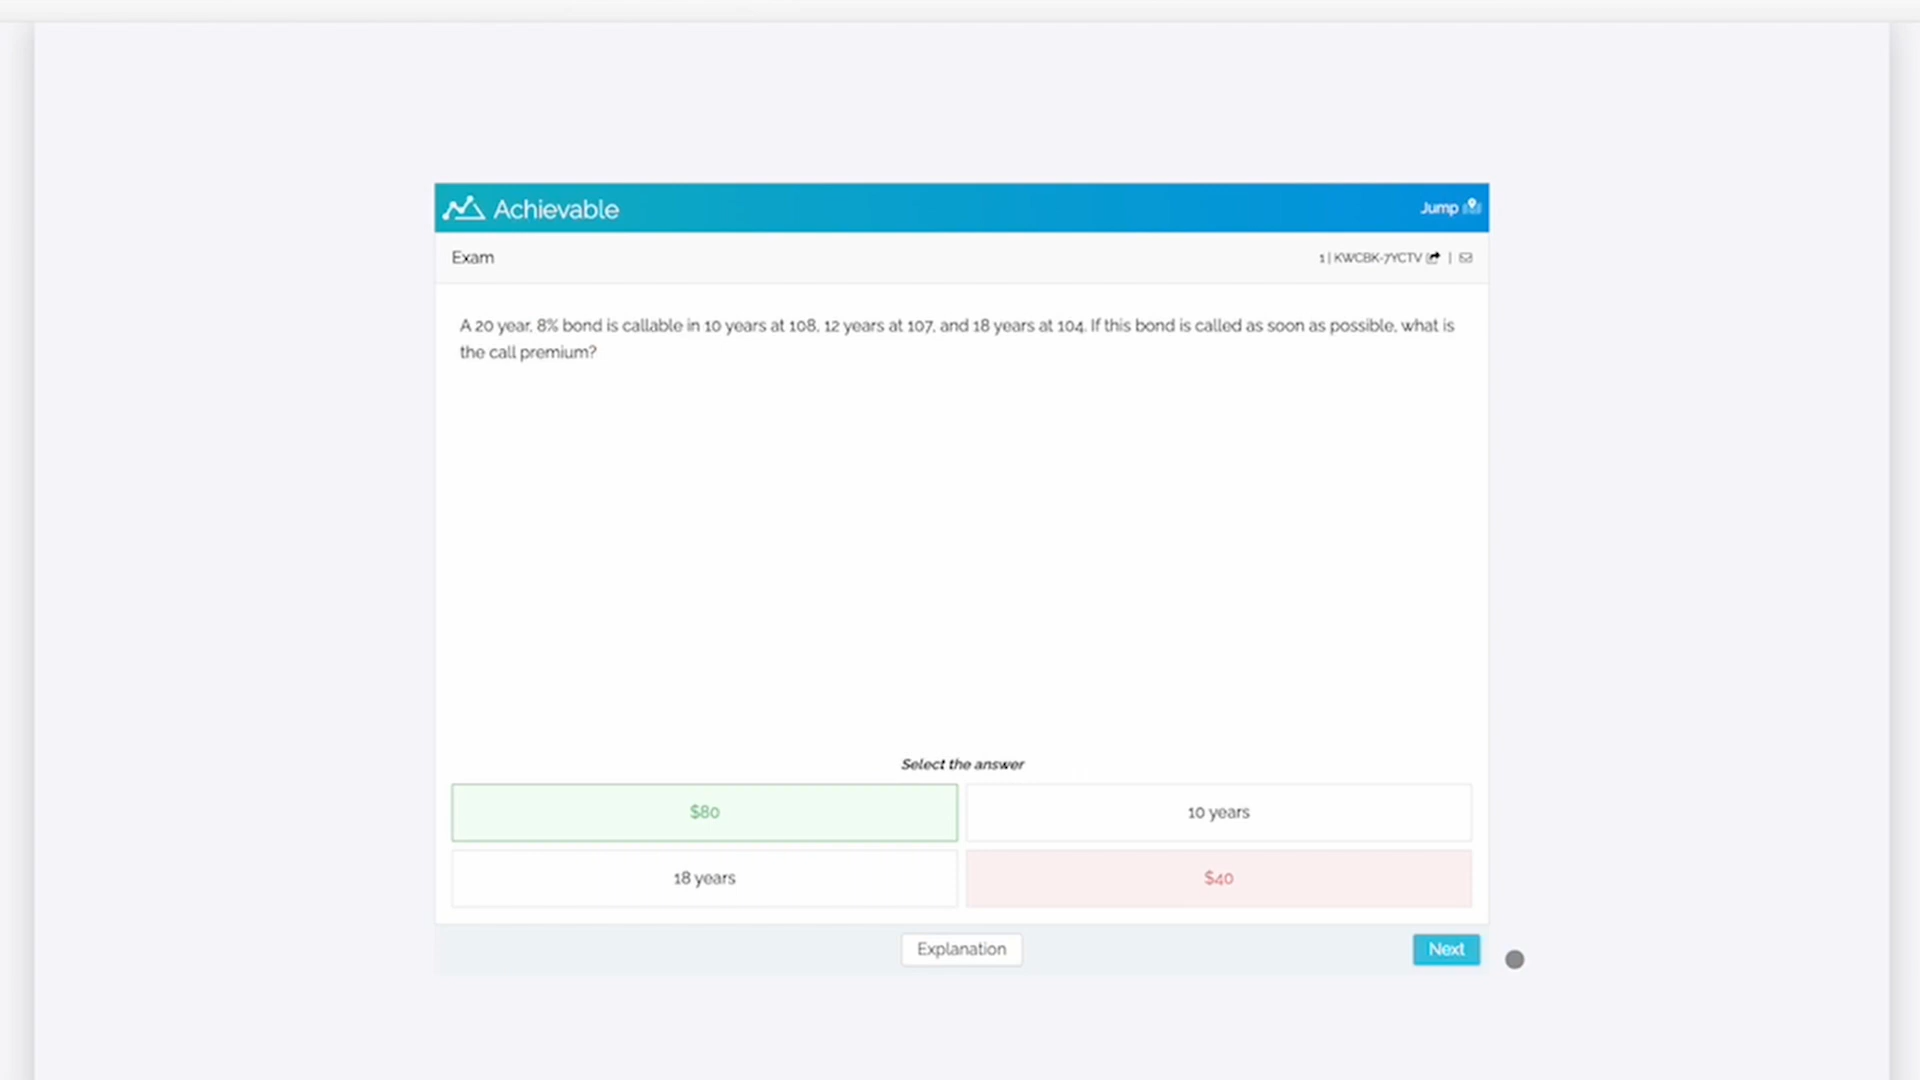 Achievable
Jump
Exam
1 | KWCBK-7YCTV |
A 20 year, 8% bond is callable in 10 years at 108, 12 years at 107, and 18 years at 104. If this bond is called as soon as possible, what is
the call premium?
Select the answer
$80
10 years
18 years
$40
Explanation
Next